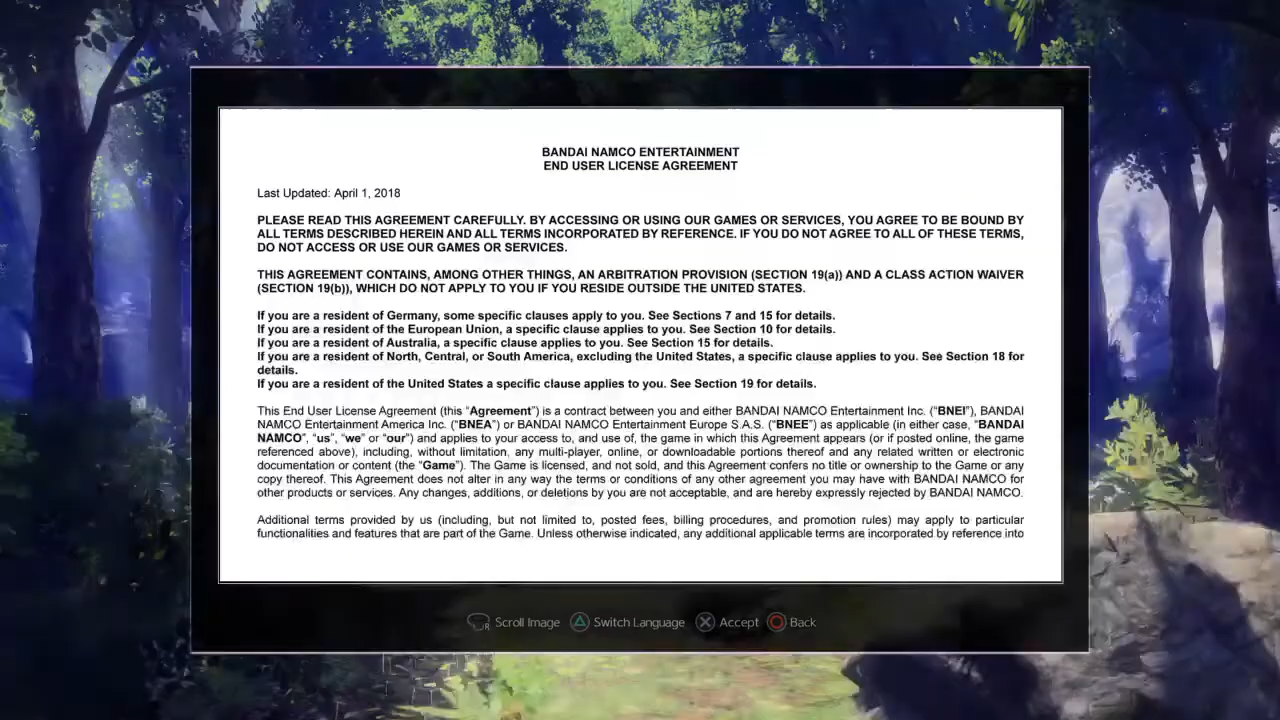 BANDAI NAMCO ENTERTAINMENT
END USER LICENSE AGREEMENT
Last Updated: April 1, 2018
PLEASE READ THIS AGREEMENT CAREFULLY. BY ACCESSING OR USING OUR GAMES OR SERVICES, YOU AGREE TO BE BOUND BY
ALL TERMS DESCRIBED HEREIN AND ALL TERMS INCORPORATED BY REFERENCE. IF YOU DO NOT AGREE TO ALL OF THESE TERMS,
DO NOT ACCESS OR USE OUR GAMES OR SERVICES.
THIS AGREEMENT CONTAINS, AMONG OTHER THINGS, AN ARBITRATION PROVISION (SECTION 19(a)) AND A CLASS ACTION WAIVER
(SECTION 19(b)), WHICH DO NOT APPLY TO YOU IF YOU RESIDE OUTSIDE THE UNITED STATES.
If you are a resident of Germany, some specific clauses apply to you. See Sections 7 and 15 for details.
If you are a resident of the European Union, a specific clause applies to you. See Section 10 for details.
If you are a resident of Australia, a specific clause applies to you. See Section 15 for details.
If you are a resident of North, Central, or South America, excluding the United States, a specific clause applies to you. See Section 18 for
details.
If you are a resident of the United States a specific clause applies to you. See Section 19 for details.
This End User License Agreement (this “Agreement”) is a contract between you and either BANDAI NAMCO Entertainment Inc. (“BNEI”), BANDAI
NAMCO Entertainment America Inc. (“BNEA”) or BANDAI NAMCO Entertainment Europe S.A.S. (“BNEE”) as applicable (in either case, “BANDAI
NAMCO”, “us”, “we” or “our”) and applies to your access to, and use of, the game in which this Agreement appears (or if posted online, the game
referenced above), including, without limitation, any multi-player, online, or downloadable portions thereof and any related written or electronic
documentation or content (the “Game”). The Game is licensed, and not sold, and this Agreement confers no title or ownership to the Game or any
copy thereof. This Agreement does not alter in any way the terms or conditions of any other agreement you may have with BANDAI NAMCO for
other products or services. Any changes, additions, or deletions by you are not acceptable, and are hereby expressly rejected by BANDAI NAMCO.
Additional terms provided by us (including, but not limited to, posted fees, billing procedures, and promotion rules) may apply to particular
functionalities and features that are part of the Game. Unless otherwise indicated, any additional applicable terms are incorporated by reference into
R Scroll Image Switch Language Accept Back